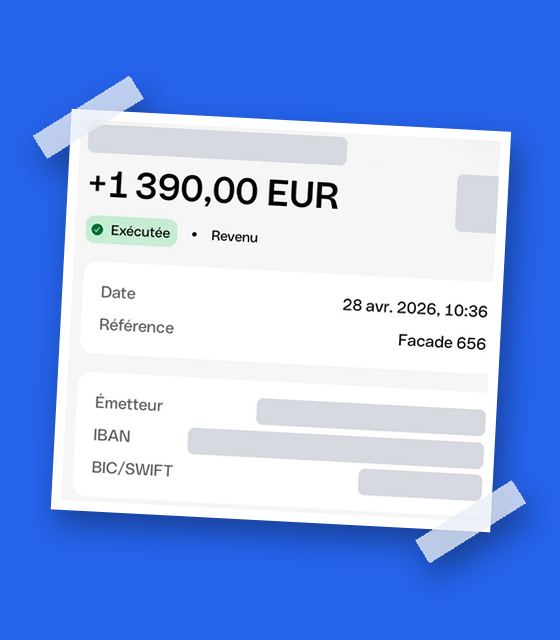 +1 390,00 EUR
Exécutée • Revenu
Date 28 avr. 2026, 10:36
Référence Facade 656
Émetteur
IBAN
BIC/SWIFT